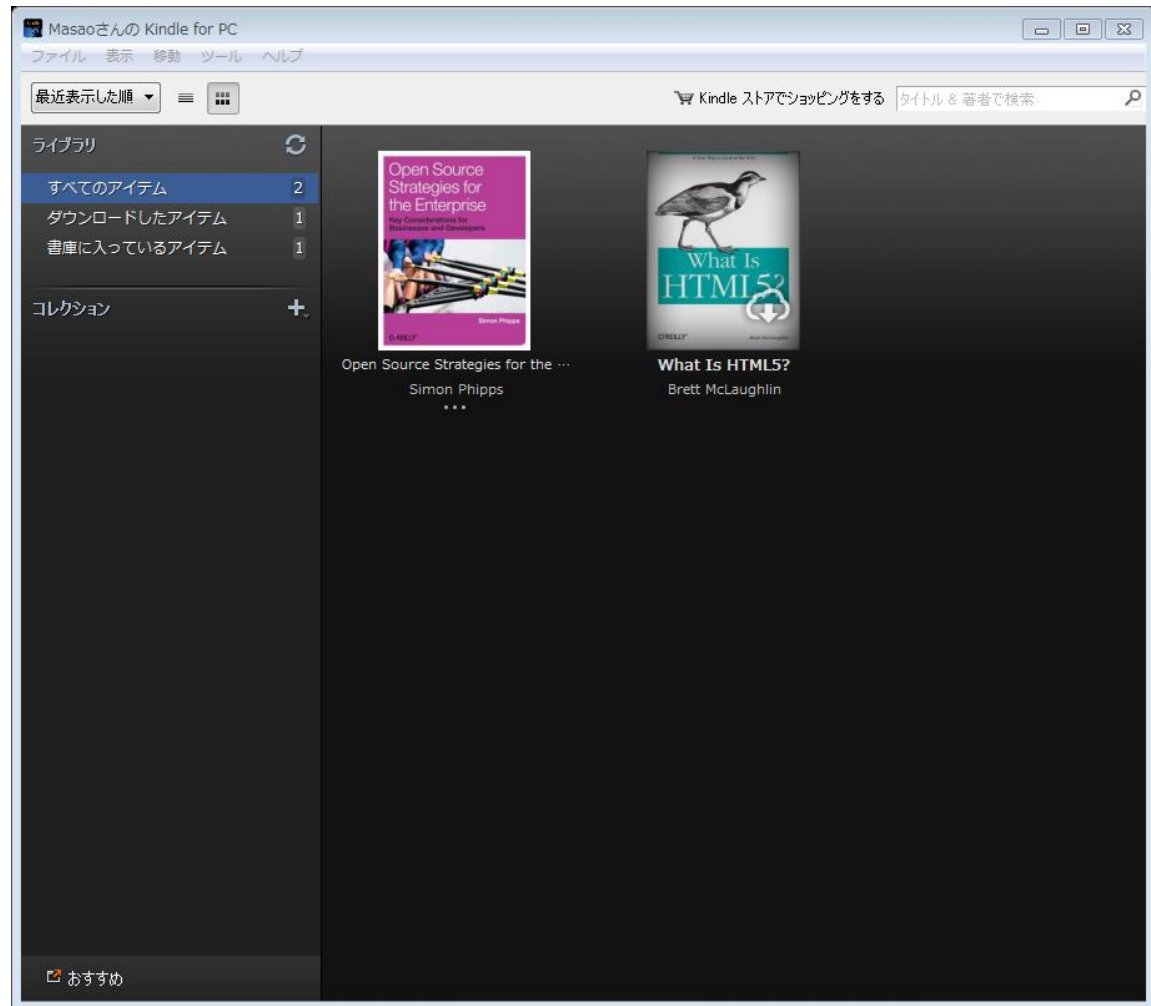 Masaoさんの Kindle for PC
ファイル 表示 移動 ツール ヘルプ
最近表示した順
Kindle ストアでショッピングをする
タイトル & 著者で検索
ライブラリ
すべてのアイテム 2
ダウンロードしたアイテム 1
書庫に入っているアイテム 1
コレクション
Open Source
Strategies for
the Enterprise
Key Considerations for
Businesses and Developers
Simon Phipps
O'REILLY
What Is
HTML5?
O'REILLY
Brett McLaughlin
Open Source Strategies for the …
Simon Phipps
What Is HTML5?
Brett McLaughlin
おすすめ